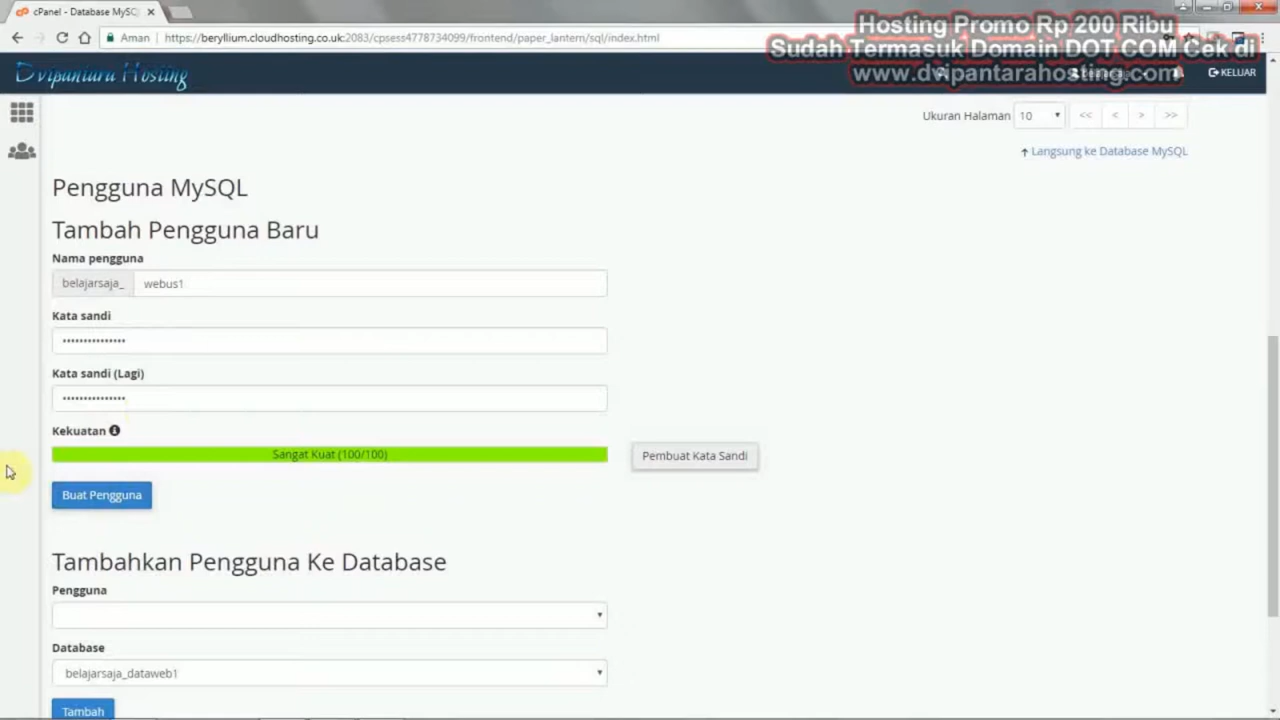 cPanel - Database MySQL
Hosting Promo Rp 200 Ribu
Sudah Termasuk Domain DOT COM Cek di
www.dvipantarahosting.com
Aman
https://beryllium.cloudhosting.co.uk:2083/cpsess4778734099/frontend/paper_lantern/sql/index.html
Dvipantara Hosting
KELUAR
Ukuran Halaman 10 << < > >>
Langsung ke Database MySQL
Pengguna MySQL
Tambah Pengguna Baru
Nama pengguna
belajarsaja_ webus1
Kata sandi
•••••••••••••••
Kata sandi (Lagi)
•••••••••••••••
Kekuatan
Sangat Kuat (100/100)
Pembuat Kata Sandi
Buat Pengguna
Tambahkan Pengguna Ke Database
Pengguna
Database
belajarsaja_dataweb1
Tambah